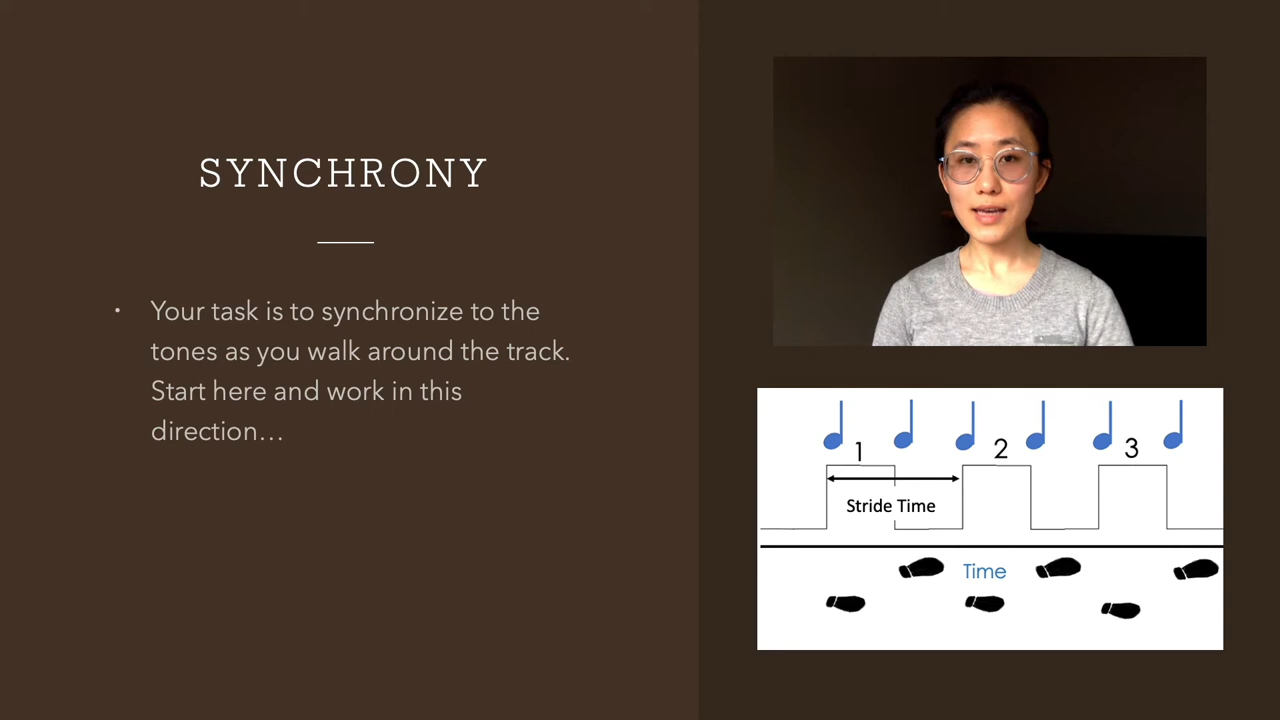 SYNCHRONY
• Your task is to synchronize to the
tones as you walk around the track.
Start here and work in this
direction…
1 2 3
Stride Time
Time